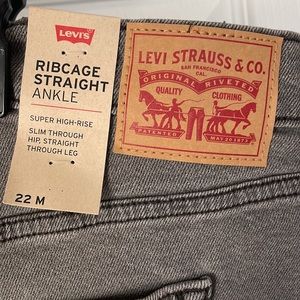 Levi's
RIBCAGE
STRAIGHT
ANKLE
SUPER HIGH-RISE
SLIM THROUGH
HIP, STRAIGHT
THROUGH LEG
22 M
LEVI STRAUSS & CO.
SAN FRANCISCO
CAL.
ORIGINAL RIVETED
QUALITY CLOTHING
PATENTED MAY 20 1873